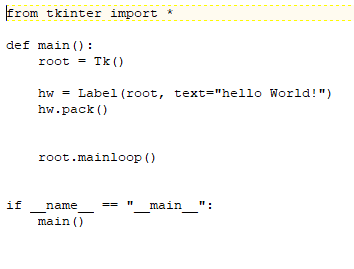 from tkinter import *
def main():
    root = Tk()
    hw = Label(root, text="hello World!")
    hw.pack()
    root.mainloop()
if __name__ == "__main__":
    main()